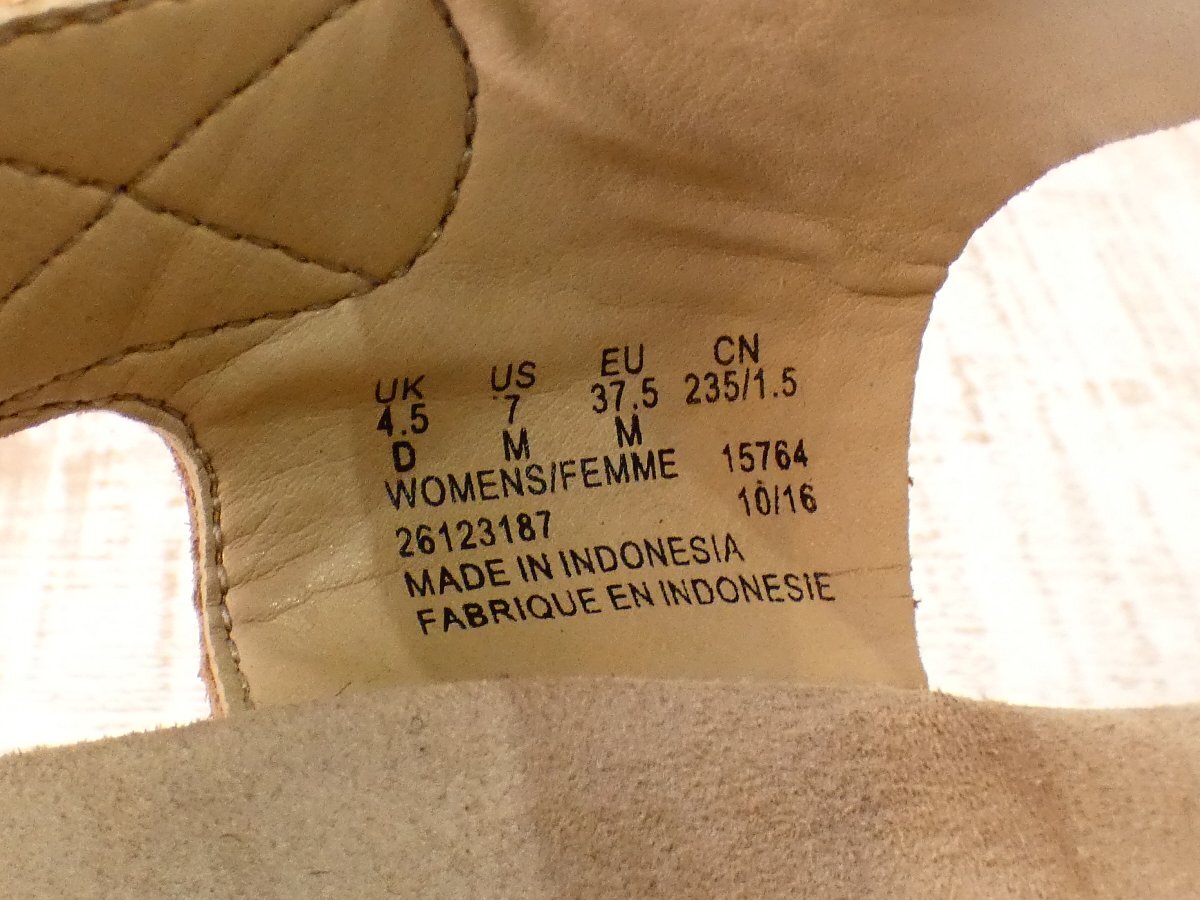 UK US EU CN
4.5 7 37.5 235/1.5
D M M
WOMENS/FEMME 15764
26123187 10/16
MADE IN INDONESIA
FABRIQUE EN INDONESIE